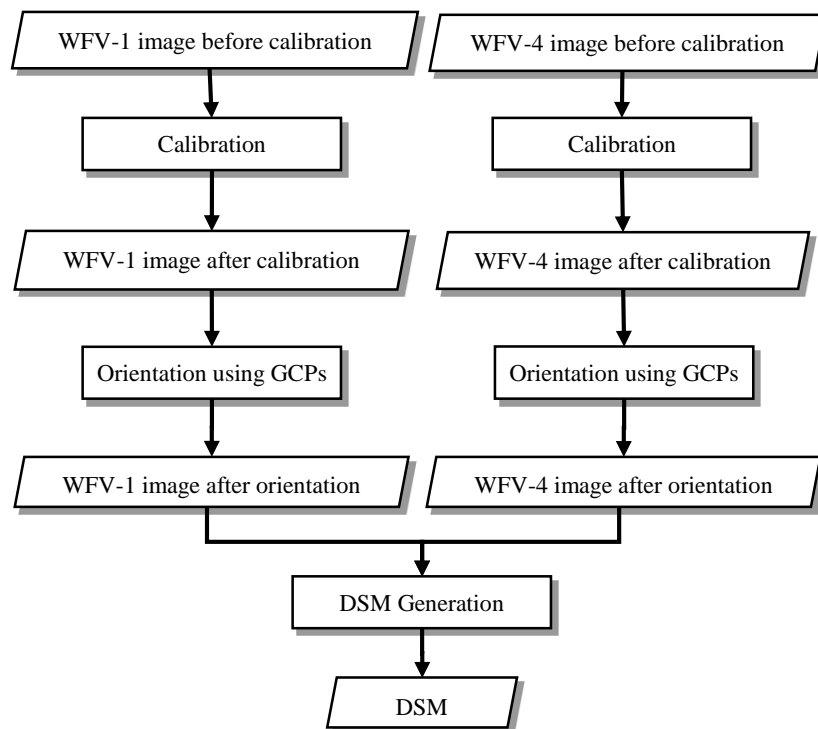 WFV-1 image before calibration
WFV-4 image before calibration
Calibration
Calibration
WFV-1 image after calibration
WFV-4 image after calibration
Orientation using GCPs
Orientation using GCPs
WFV-1 image after orientation
WFV-4 image after orientation
DSM Generation
DSM